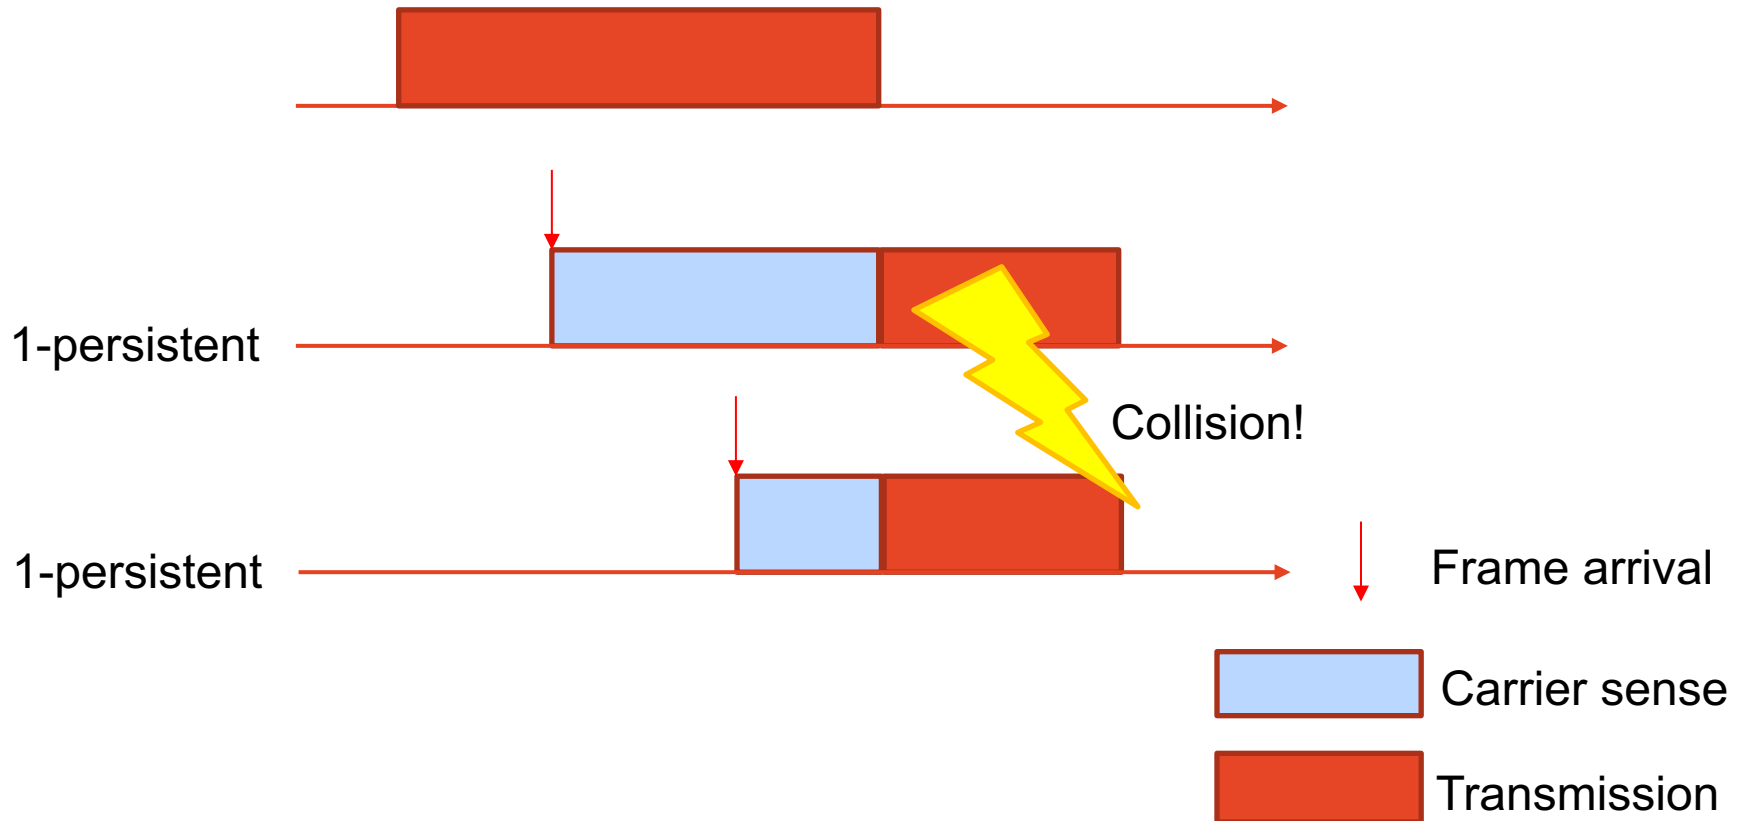 1-persistent
Collision!
1-persistent
Frame arrival
Carrier sense
Transmission